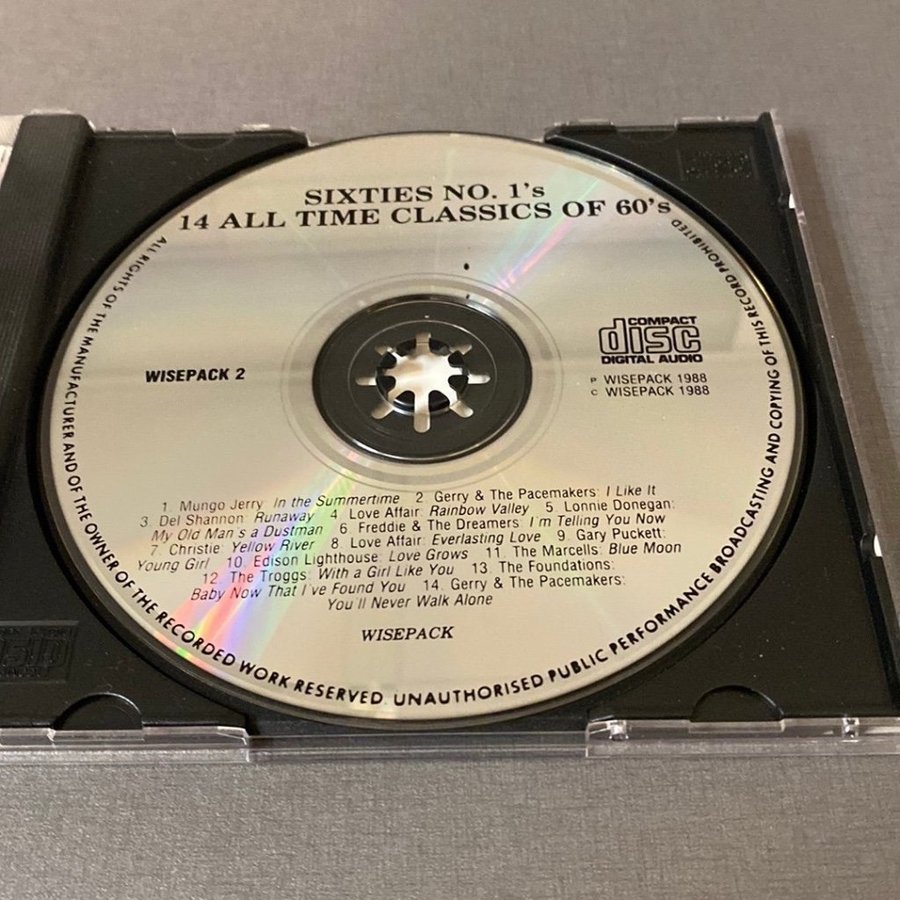 SIXTIES NO. 1's
14 ALL TIME CLASSICS OF 60's
ALL RIGHTS OF THE MANUFACTURER AND OF THE OWNER OF THE RECORDED WORK RESERVED. UNAUTHORISED PUBLIC PERFORMANCE BROADCASTING AND COPYING OF THIS RECORD PROHIBITED
WISEPACK 2
COMPACT
disc
DIGITAL AUDIO
P WISEPACK 1988
C WISEPACK 1988
1. Mungo Jerry: In the Summertime 2. Gerry & The Pacemakers: I Like It
3. Del Shannon: Runaway 4. Love Affair: Rainbow Valley 5. Lonnie Donegan:
My Old Man's a Dustman 6. Freddie & The Dreamers: I'm Telling You Now
7. Christie: Yellow River 8. Love Affair: Everlasting Love 9. Gary Puckett:
Young Girl 10. Edison Lighthouse: Love Grows 11. The Marcells: Blue Moon
12. The Troggs: With a Girl Like You 13. The Foundations:
Baby Now That I've Found You 14. Gerry & The Pacemakers:
You'll Never Walk Alone
WISEPACK